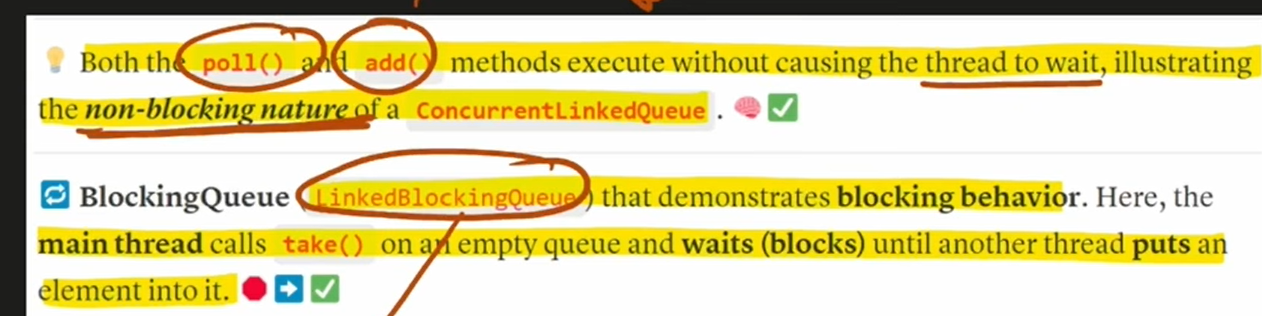 💡 Both the poll() and add() methods execute without causing the thread to wait, illustrating
the non-blocking nature of a ConcurrentLinkedQueue . 🧠 ✅
🔁 BlockingQueue (LinkedBlockingQueue) that demonstrates blocking behavior. Here, the
main thread calls take() on an empty queue and waits (blocks) until another thread puts an
element into it. 🛑 ➡️ ✅